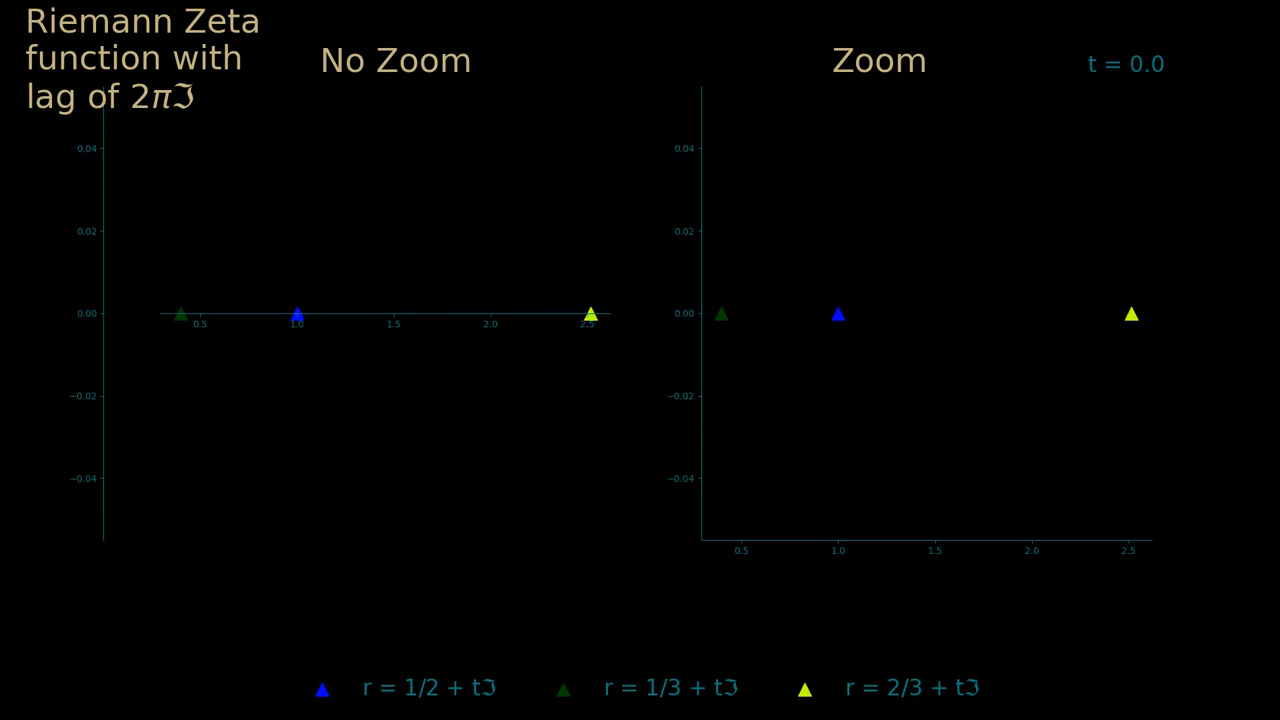 Riemann Zeta
function with
lag of 2πℑ
No Zoom
Zoom
t = 0.0
0.04
0.02
0.00
−0.02
−0.04
0.5 1.0 1.5 2.0 2.5
0.04
0.02
0.00
−0.02
−0.04
0.5 1.0 1.5 2.0 2.5
r = 1/2 + tℑ r = 1/3 + tℑ r = 2/3 + tℑ